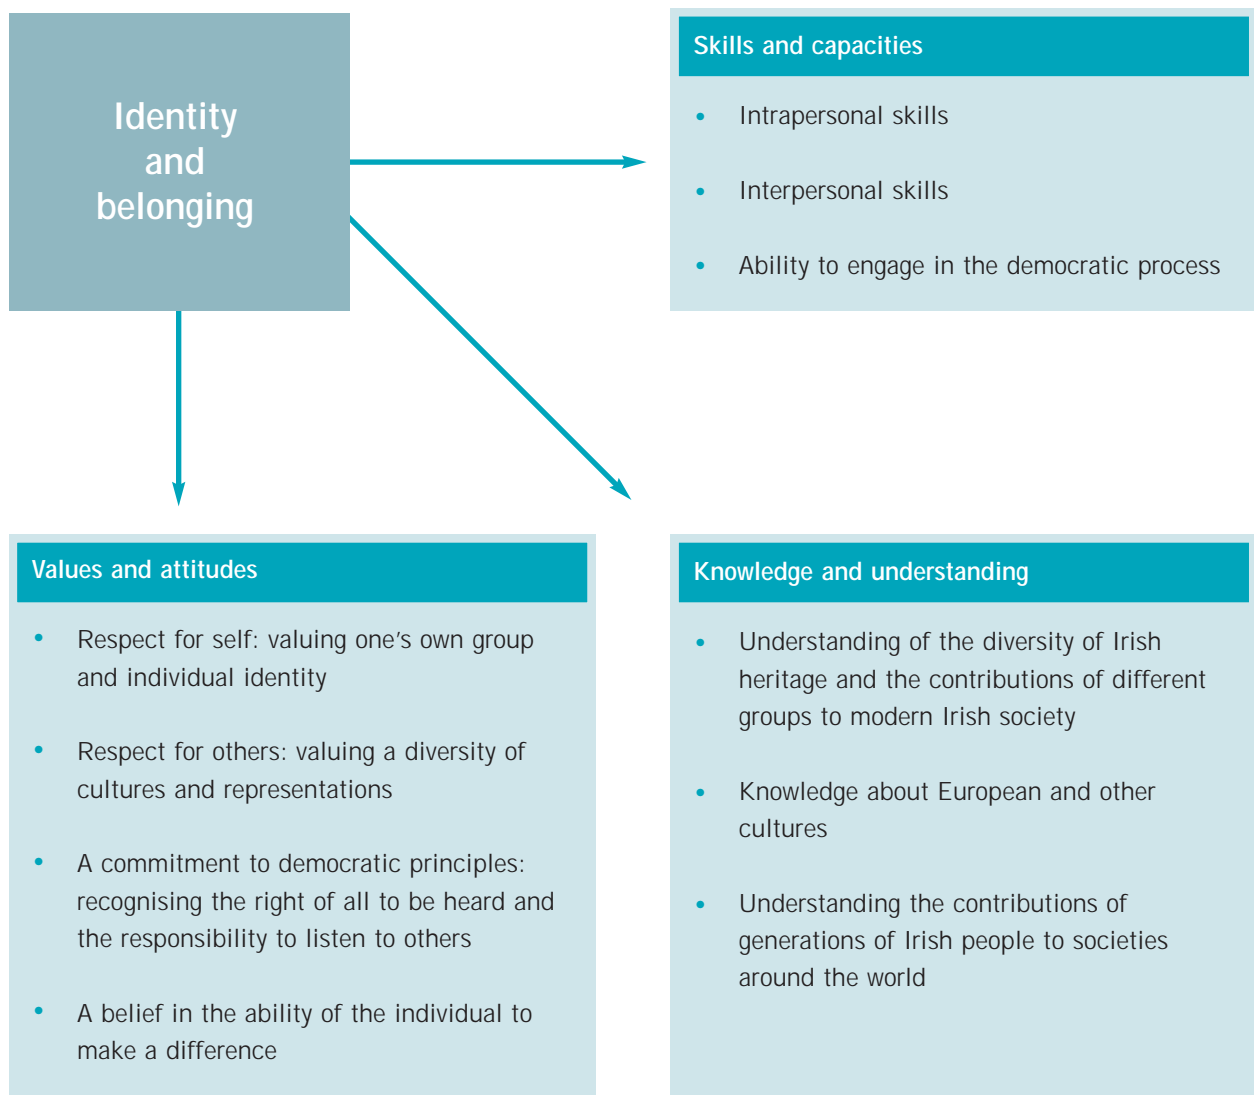 Identity
and
belonging
Skills and capacities
• Intrapersonal skills
• Interpersonal skills
• Ability to engage in the democratic process
Values and attitudes
• Respect for self: valuing one's own group
and individual identity
• Respect for others: valuing a diversity of
cultures and representations
• A commitment to democratic principles:
recognising the right of all to be heard and
the responsibility to listen to others
• A belief in the ability of the individual to
make a difference
Knowledge and understanding
• Understanding of the diversity of Irish
heritage and the contributions of different
groups to modern Irish society
• Knowledge about European and other
cultures
• Understanding the contributions of
generations of Irish people to societies
around the world